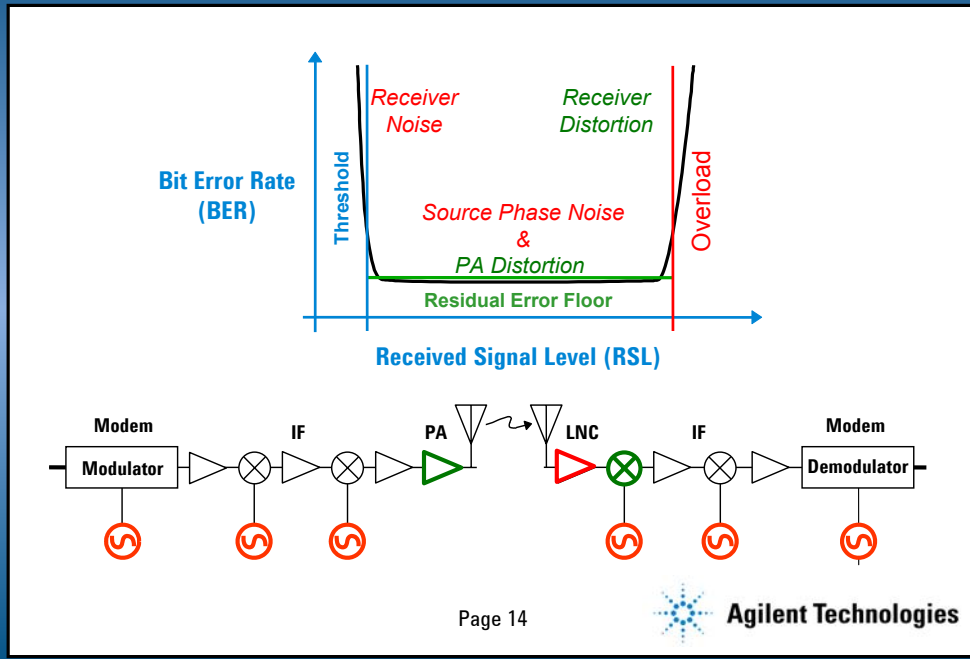 Receiver
Noise
Receiver
Distortion
Bit Error Rate
(BER)
Threshold
Source Phase Noise
&
PA Distortion
Overload
Residual Error Floor
Received Signal Level (RSL)
Modem
IF
PA
LNC
IF
Modem
Modulator
Demodulator
Page 14
Agilent Technologies